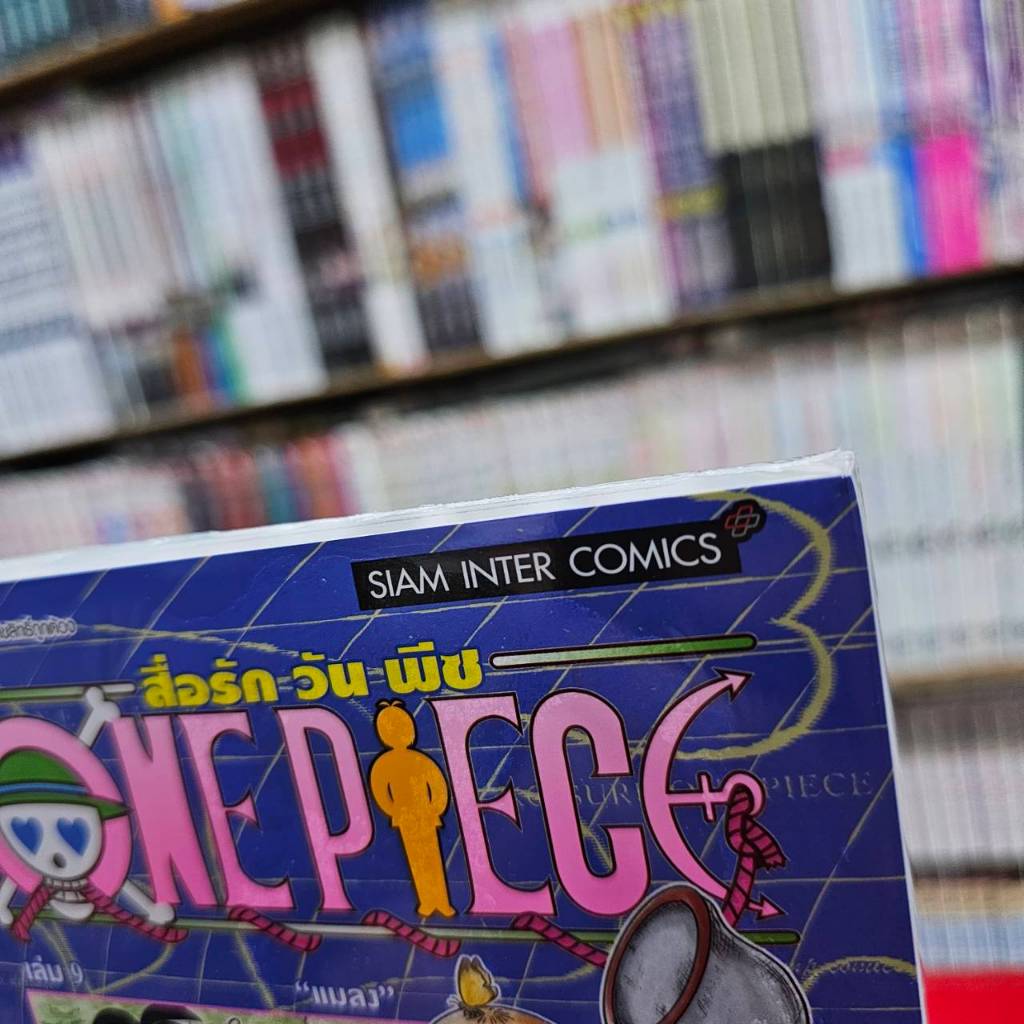 SIAM INTER COMICS
สื่อรัก วัน พีช
ONE PIECE
PIECE
เล่ม 9
"แมลง"